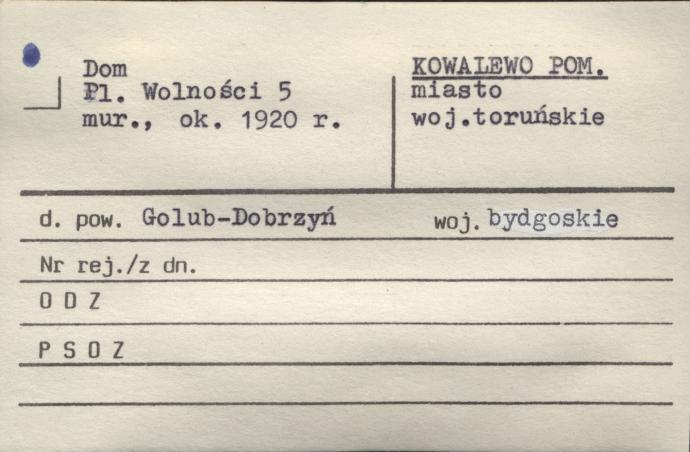 Dom
Pl. Wolności 5
mur., ok. 1920 r.
KOWALEWO POM.
miasto
woj.toruńskie
d. pow. Golub-Dobrzyń woj. bydgoskie
Nr rej./z dn.
O D Z
P S O Z